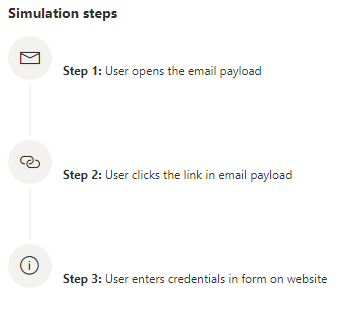 Simulation steps
Step 1: User opens the email payload
Step 2: User clicks the link in email payload
Step 3: User enters credentials in form on website